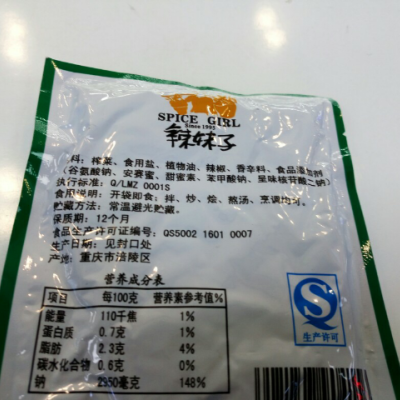 SPICE GIRL
Since 1995
辣妹子
料：榨菜、食用盐、植物油、辣椒、香辛料、食品添加剂
(谷氨酸钠、安赛蜜、甜蜜素、苯甲酸钠、呈味核苷酸二钠)
执行标准：Q/LMZ 0001S
食用方法：开袋即食；拌、炒、烩、熬汤、烹调均可。
贮藏方法：常温避光贮藏。
保质期：12个月
食品生产许可证编号：QS5002 1601 0007
生产日期：见封口处
产 地：重庆市涪陵区
营养成分表
项目 每100克 营养素参考值%
能量 110千焦 1%
蛋白质 0.7克 1%
脂肪 2.3克 4%
碳水化合物 0.6克 0%
钠 2950毫克 148%
生产许可